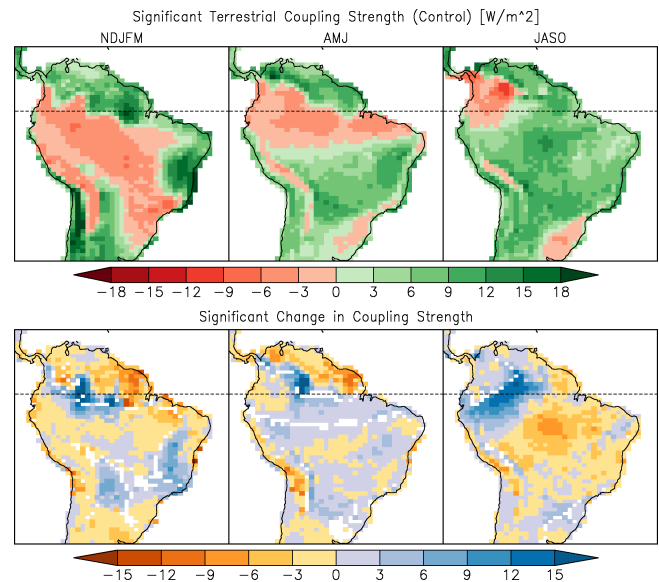 Significant Terrestrial Coupling Strength (Control) [W/m^2]
NDJFM AMJ JASO
-18 -15 -12 -9 -6 -3 0 3 6 9 12 15 18
Significant Change in Coupling Strength
-15 -12 -9 -6 -3 0 3 6 9 12 15